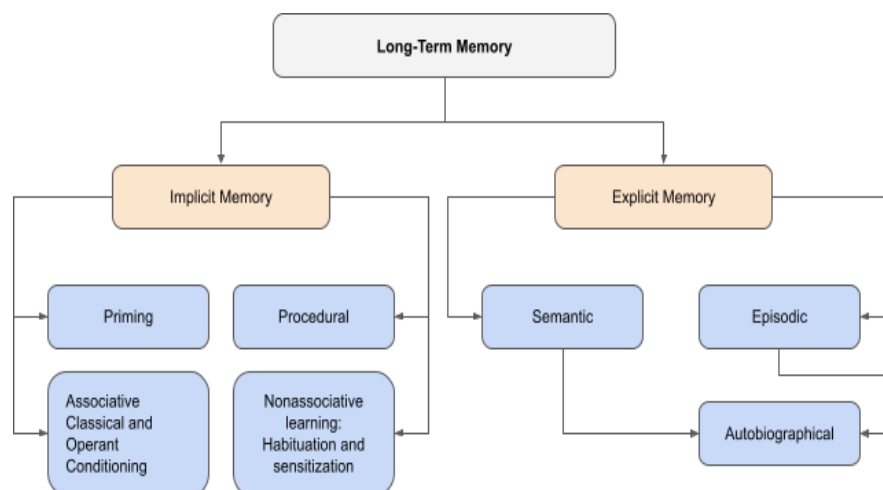 Long-Term Memory
Implicit Memory
Explicit Memory
Priming
Procedural
Semantic
Episodic
Associative
Classical and
Operant
Conditioning
Nonassociative
learning:
Habituation and
sensitization
Autobiographical